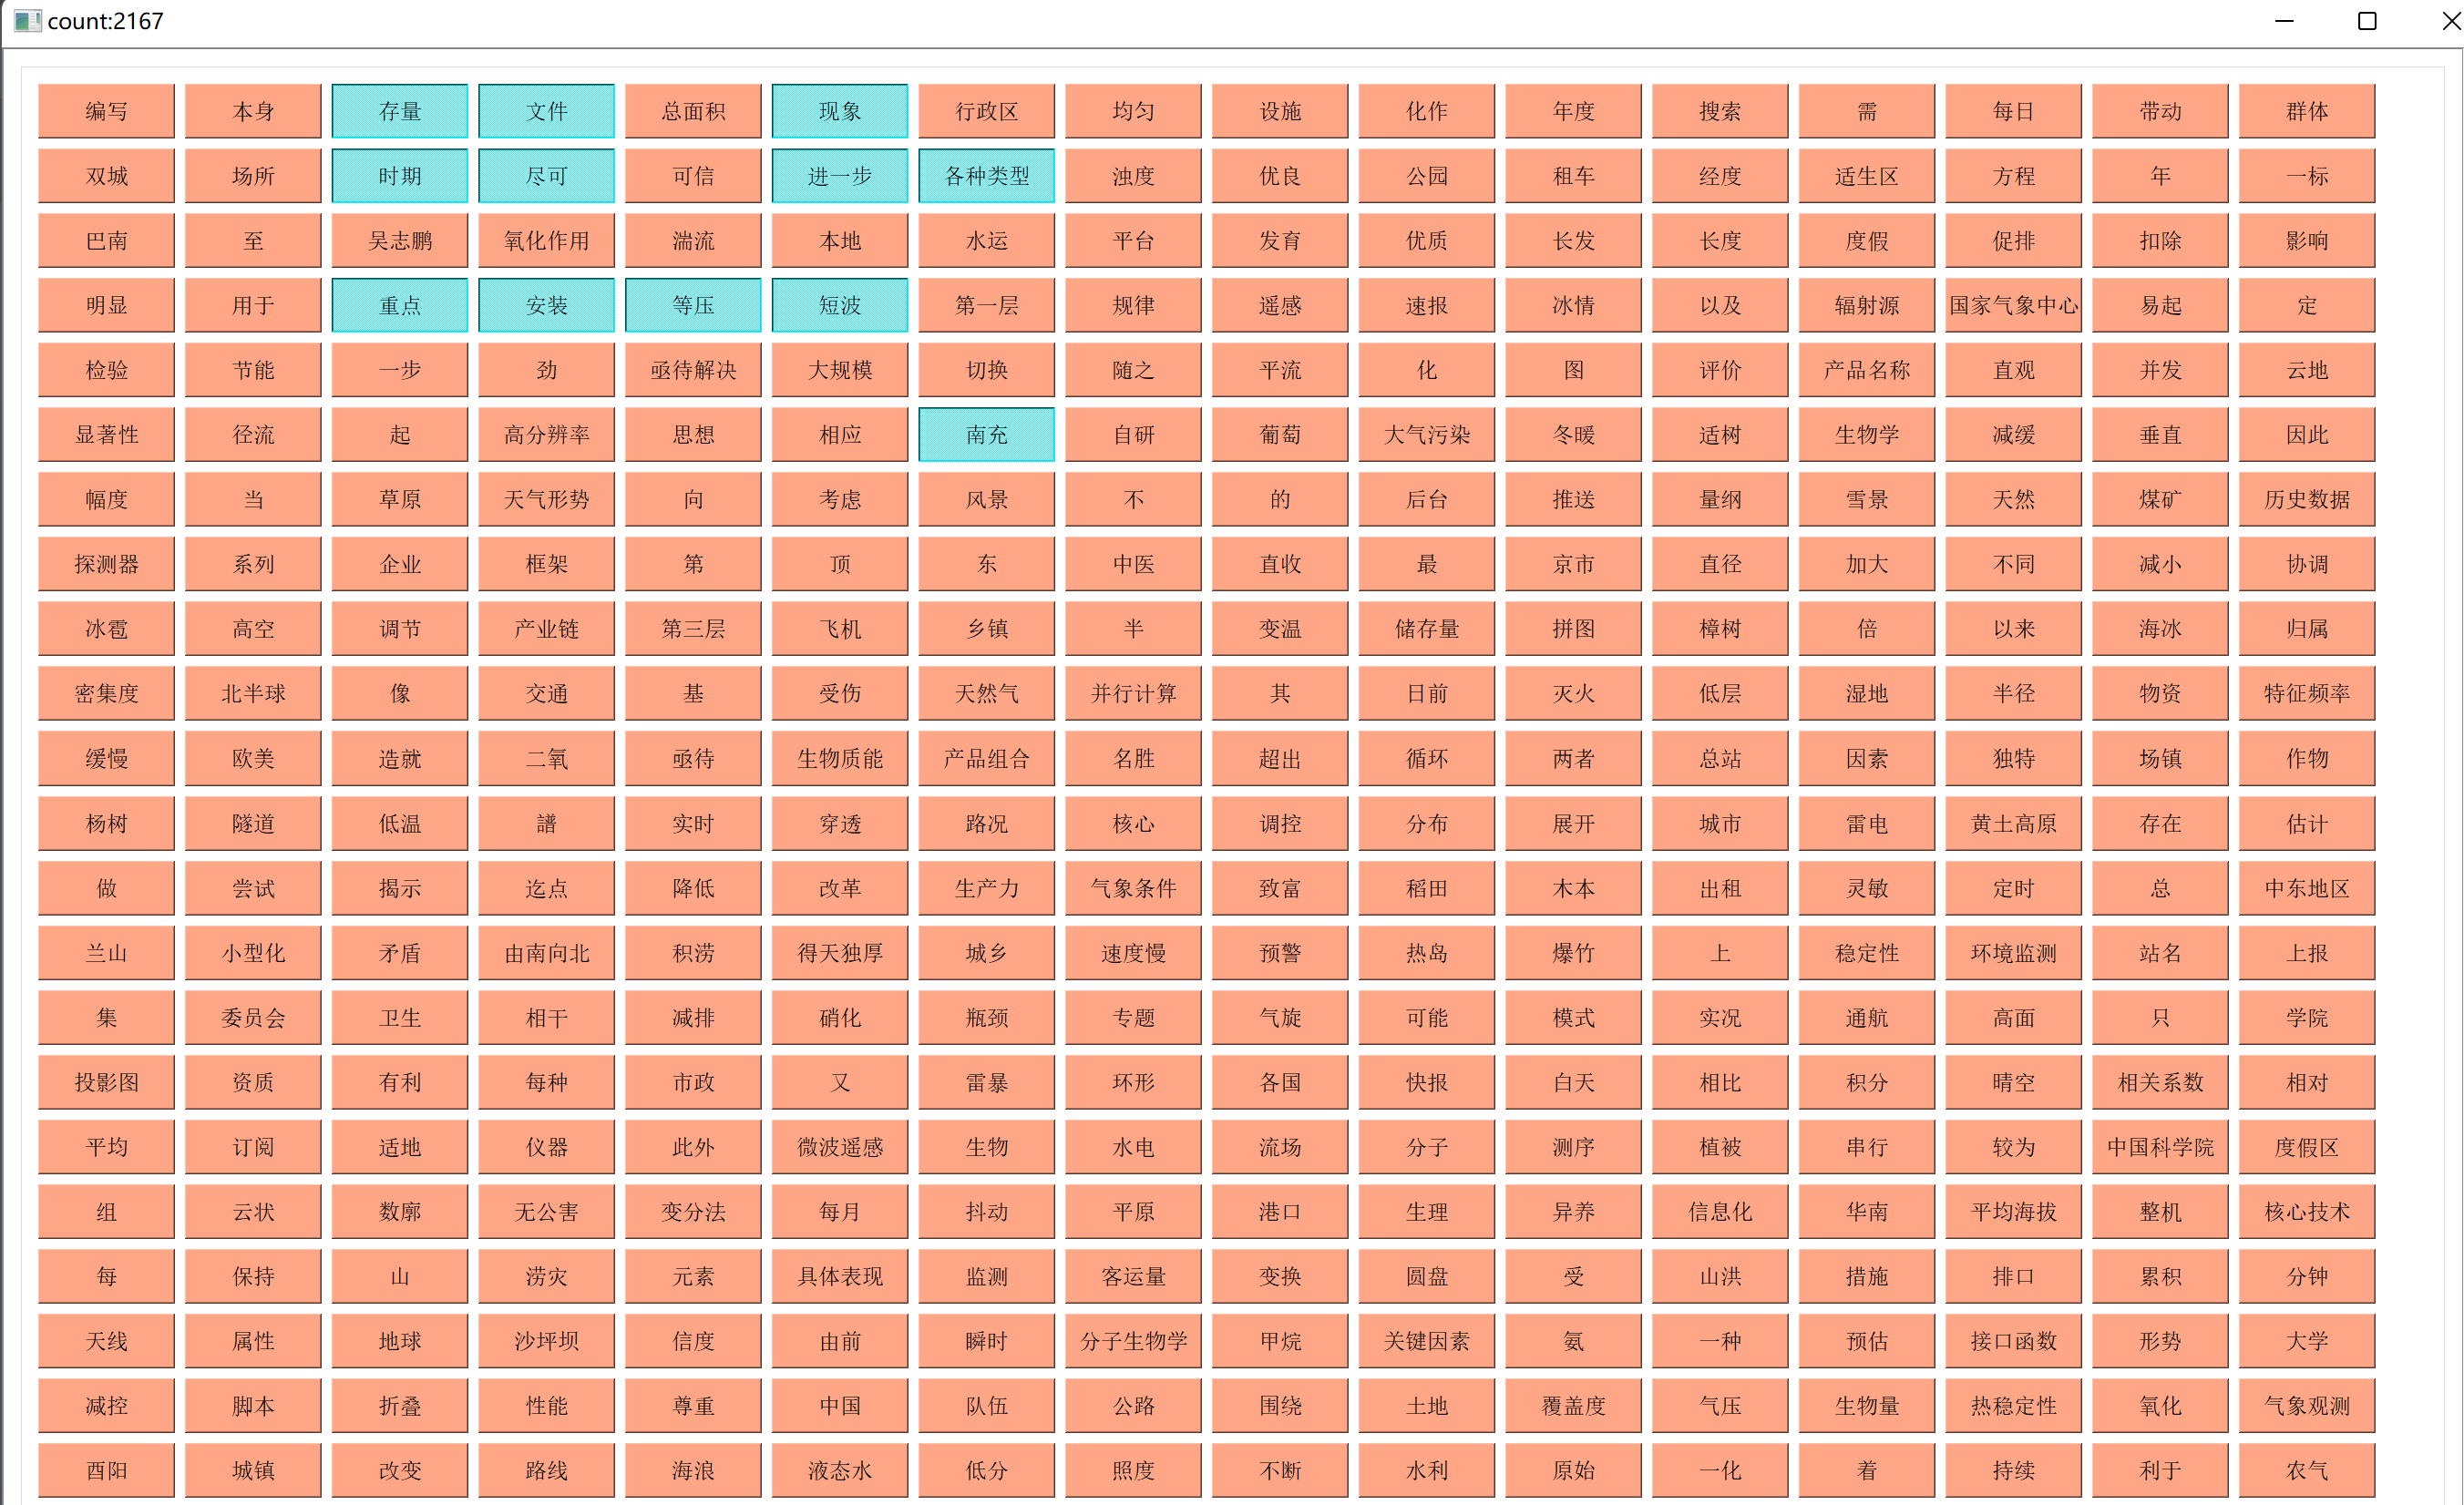 count:2167
编写 本身 存量 文件 总面积 现象 行政区 均匀 设施 化作 年度 搜索 需 每日 带动 群体
双城 场所 时期 尽可 可信 进一步 各种类型 浊度 优良 公园 租车 经度 适生区 方程 年 一标
巴南 至 吴志鹏 氧化作用 湍流 本地 水运 平台 发育 优质 长发 长度 度假 促排 扣除 影响
明显 用于 重点 安装 等压 短波 第一层 规律 遥感 速报 冰情 以及 辐射源 国家气象中心 易起 定
检验 节能 一步 劲 亟待解决 大规模 切换 随之 平流 化 图 评价 产品名称 直观 并发 云地
显著性 径流 起 高分辨率 思想 相应 南充 自研 葡萄 大气污染 冬暖 适树 生物学 减缓 垂直 因此
幅度 当 草原 天气形势 向 考虑 风景 不 的 后台 推送 量纲 雪景 天然 煤矿 历史数据
探测器 系列 企业 框架 第 顶 东 中医 直收 最 京市 直径 加大 不同 减小 协调
冰雹 高空 调节 产业链 第三层 飞机 乡镇 半 变温 储存量 拼图 樟树 倍 以来 海冰 归属
密集度 北半球 像 交通 基 受伤 天然气 并行计算 其 日前 灭火 低层 湿地 半径 物资 特征频率
缓慢 欧美 造就 二氧 亟待 生物质能 产品组合 名胜 超出 循环 两者 总站 因素 独特 场镇 作物
杨树 隧道 低温 譜 实时 穿透 路况 核心 调控 分布 展开 城市 雷电 黄土高原 存在 估计
做 尝试 揭示 迄点 降低 改革 生产力 气象条件 致富 稻田 木本 出租 灵敏 定时 总 中东地区
兰山 小型化 矛盾 由南向北 积涝 得天独厚 城乡 速度慢 预警 热岛 爆竹 上 稳定性 环境监测 站名 上报
集 委员会 卫生 相干 减排 硝化 瓶颈 专题 气旋 可能 模式 实况 通航 高面 只 学院
投影图 资质 有利 每种 市政 又 雷暴 环形 各国 快报 白天 相比 积分 晴空 相关系数 相对
平均 订阅 适地 仪器 此外 微波遥感 生物 水电 流场 分子 测序 植被 串行 较为 中国科学院 度假区
组 云状 数廓 无公害 变分法 每月 抖动 平原 港口 生理 异养 信息化 华南 平均海拔 整机 核心技术
每 保持 山 涝灾 元素 具体表现 监测 客运量 变换 圆盘 受 山洪 措施 排口 累积 分钟
天线 属性 地球 沙坪坝 信度 由前 瞬时 分子生物学 甲烷 关键因素 氨 一种 预估 接口函数 形势 大学
减控 脚本 折叠 性能 尊重 中国 队伍 公路 围绕 土地 覆盖度 气压 生物量 热稳定性 氧化 气象观测
酉阳 城镇 改变 路线 海浪 液态水 低分 照度 不断 水利 原始 一化 着 持续 利于 农气